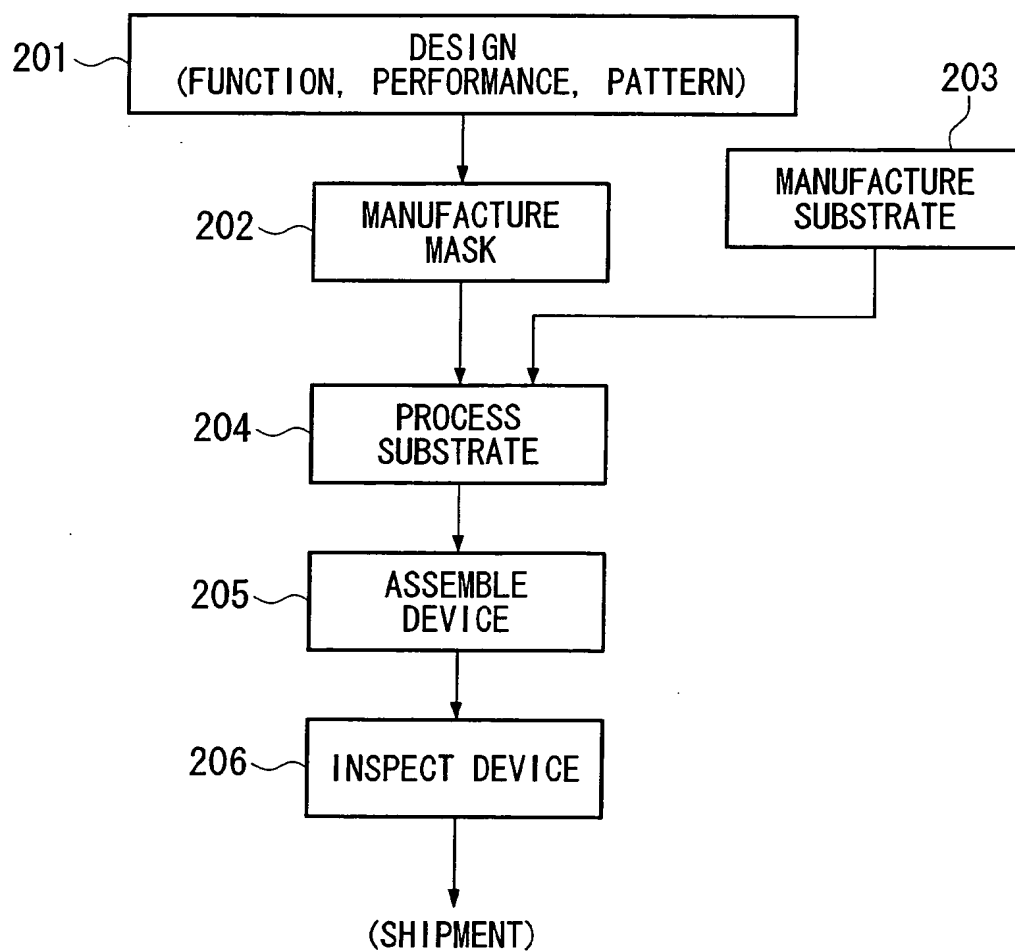 201
DESIGN
(FUNCTION, PERFORMANCE, PATTERN)
203
MANUFACTURE
SUBSTRATE
202
MANUFACTURE
MASK
204
PROCESS
SUBSTRATE
205
ASSEMBLE
DEVICE
206
INSPECT DEVICE
(SHIPMENT)